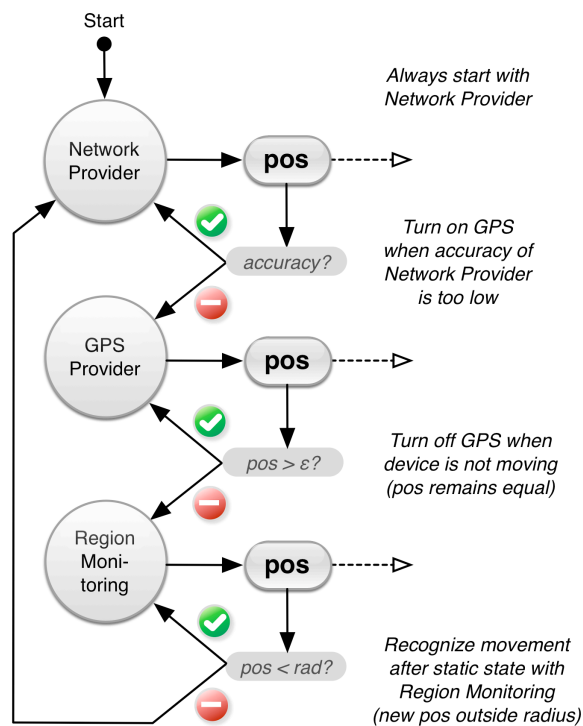 Start
Always start with
Network Provider
Network
Provider
pos
accuracy?
Turn on GPS
when accuracy of
Network Provider
is too low
GPS
Provider
pos
pos > ε?
Turn off GPS when
device is not moving
(pos remains equal)
Region
Moni-
toring
pos
pos < rad?
Recognize movement
after static state with
Region Monitoring
(new pos outside radius)